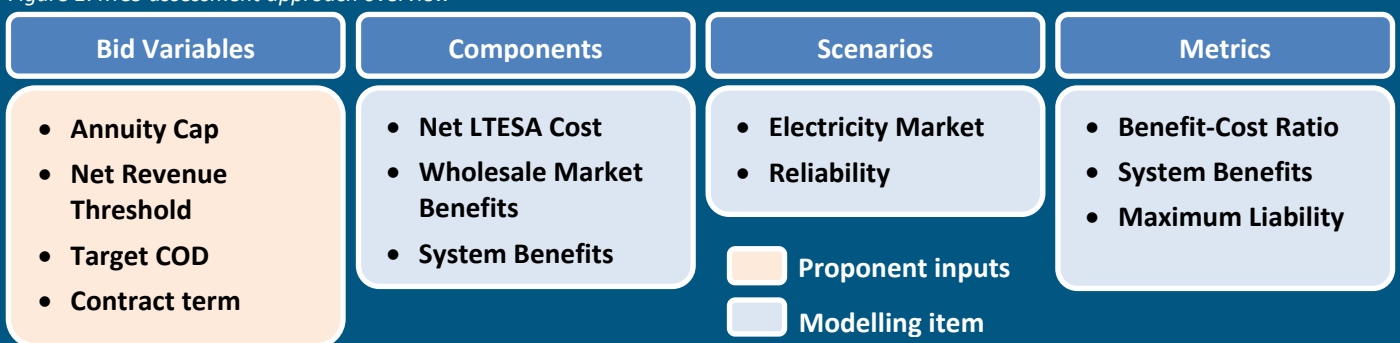 Bid Variables
• Annuity Cap
• Net Revenue
Threshold
• Target COD
• Contract term
Components
• Net LTESA Cost
• Wholesale Market
Benefits
• System Benefits
Scenarios
• Electricity Market
• Reliability
Proponent inputs
Modelling item
Metrics
• Benefit-Cost Ratio
• System Benefits
• Maximum Liability